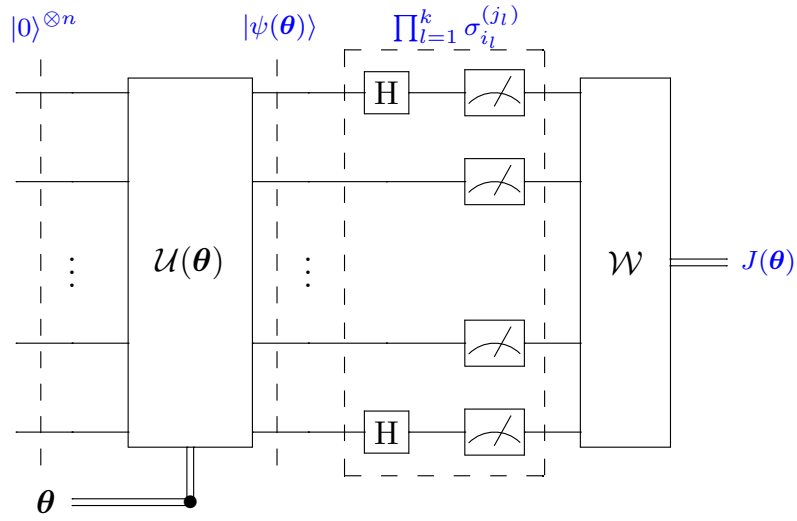 |0⟩^{⊗n} |ψ(θ)⟩ ∏_{l=1}^{k} σ_{i_l}^{(j_l)}
H
⋮ U(θ) ⋮ W J(θ)
H
θ